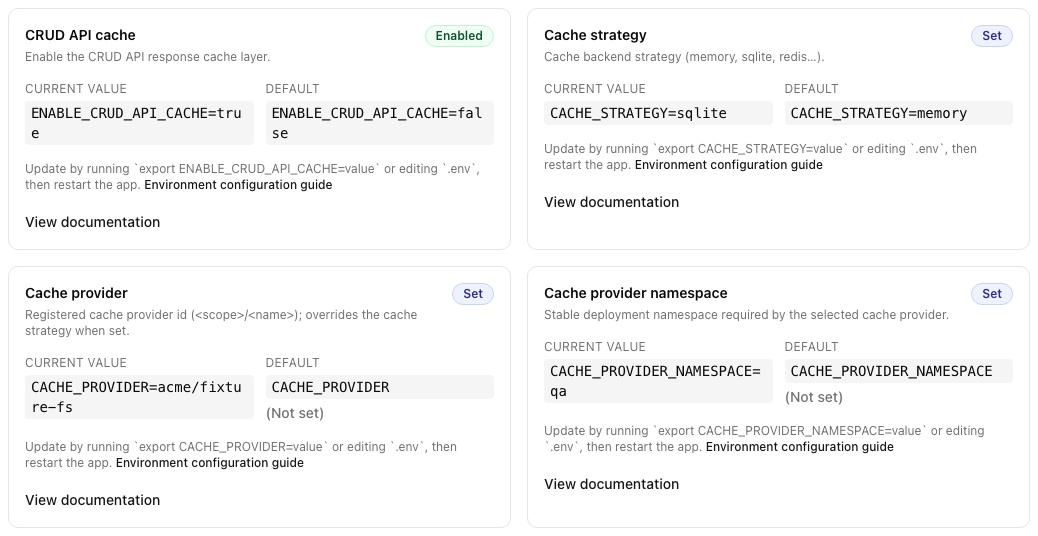 CRUD API cache
Enabled
Enable the CRUD API response cache layer.
CURRENT VALUE
DEFAULT
ENABLE_CRUD_API_CACHE=tru
e
ENABLE_CRUD_API_CACHE=fal
se
Update by running `export ENABLE_CRUD_API_CACHE=value` or editing `.env`,
then restart the app. Environment configuration guide
View documentation
Cache strategy
Set
Cache backend strategy (memory, sqlite, redis…).
CURRENT VALUE
DEFAULT
CACHE_STRATEGY=sqlite
CACHE_STRATEGY=memory
Update by running `export CACHE_STRATEGY=value` or editing `.env`, then
restart the app. Environment configuration guide
View documentation
Cache provider
Set
Registered cache provider id (<scope>/<name>); overrides the cache
strategy when set.
CURRENT VALUE
DEFAULT
CACHE_PROVIDER=acme/fixtu
re-fs
CACHE_PROVIDER
(Not set)
Update by running `export CACHE_PROVIDER=value` or editing `.env`, then
restart the app. Environment configuration guide
View documentation
Cache provider namespace
Set
Stable deployment namespace required by the selected cache provider.
CURRENT VALUE
DEFAULT
CACHE_PROVIDER_NAMESPACE=
qa
CACHE_PROVIDER_NAMESPACE
(Not set)
Update by running `export CACHE_PROVIDER_NAMESPACE=value` or editing
`.env`, then restart the app. Environment configuration guide
View documentation